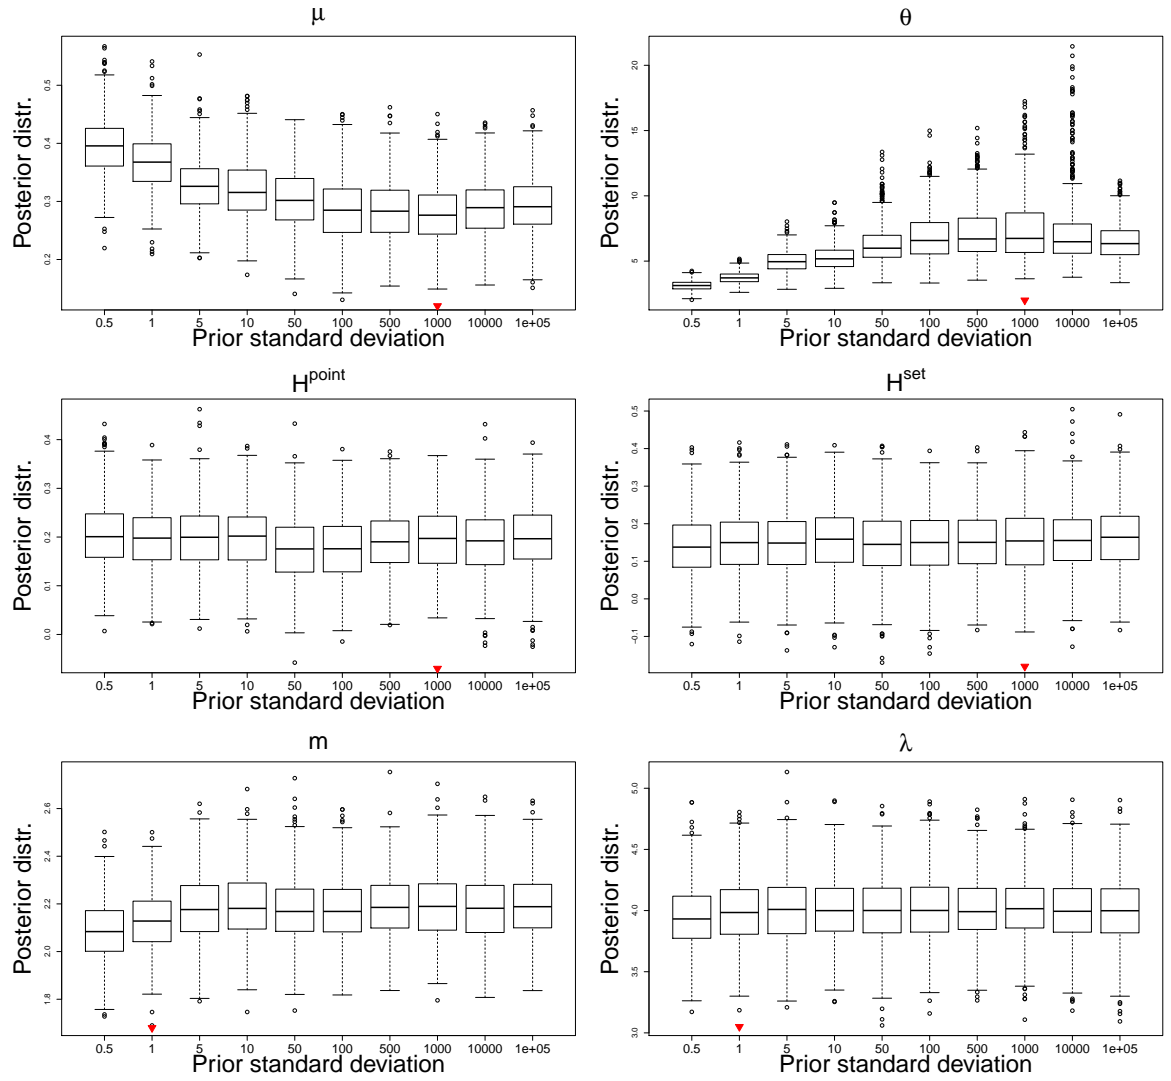 μ
Posterior distr.
0.5
0.4
0.3
0.2
0.5 1 5 10 50 100 500 1000 10000 1e+05
Prior standard deviation
θ
Posterior distr.
20
15
10
5
0.5 1 5 10 50 100 500 1000 10000 1e+05
Prior standard deviation
H^point
Posterior distr.
0.4
0.3
0.2
0.1
0.0
0.5 1 5 10 50 100 500 1000 10000 1e+05
Prior standard deviation
H^set
Posterior distr.
0.5
0.4
0.3
0.2
0.1
0.0
-0.1
0.5 1 5 10 50 100 500 1000 10000 1e+05
Prior standard deviation
m
Posterior distr.
2.6
2.4
2.2
2.0
1.8
0.5 1 5 10 50 100 500 1000 10000 1e+05
Prior standard deviation
λ
Posterior distr.
5.0
4.5
4.0
3.5
3.0
0.5 1 5 10 50 100 500 1000 10000 1e+05
Prior standard deviation